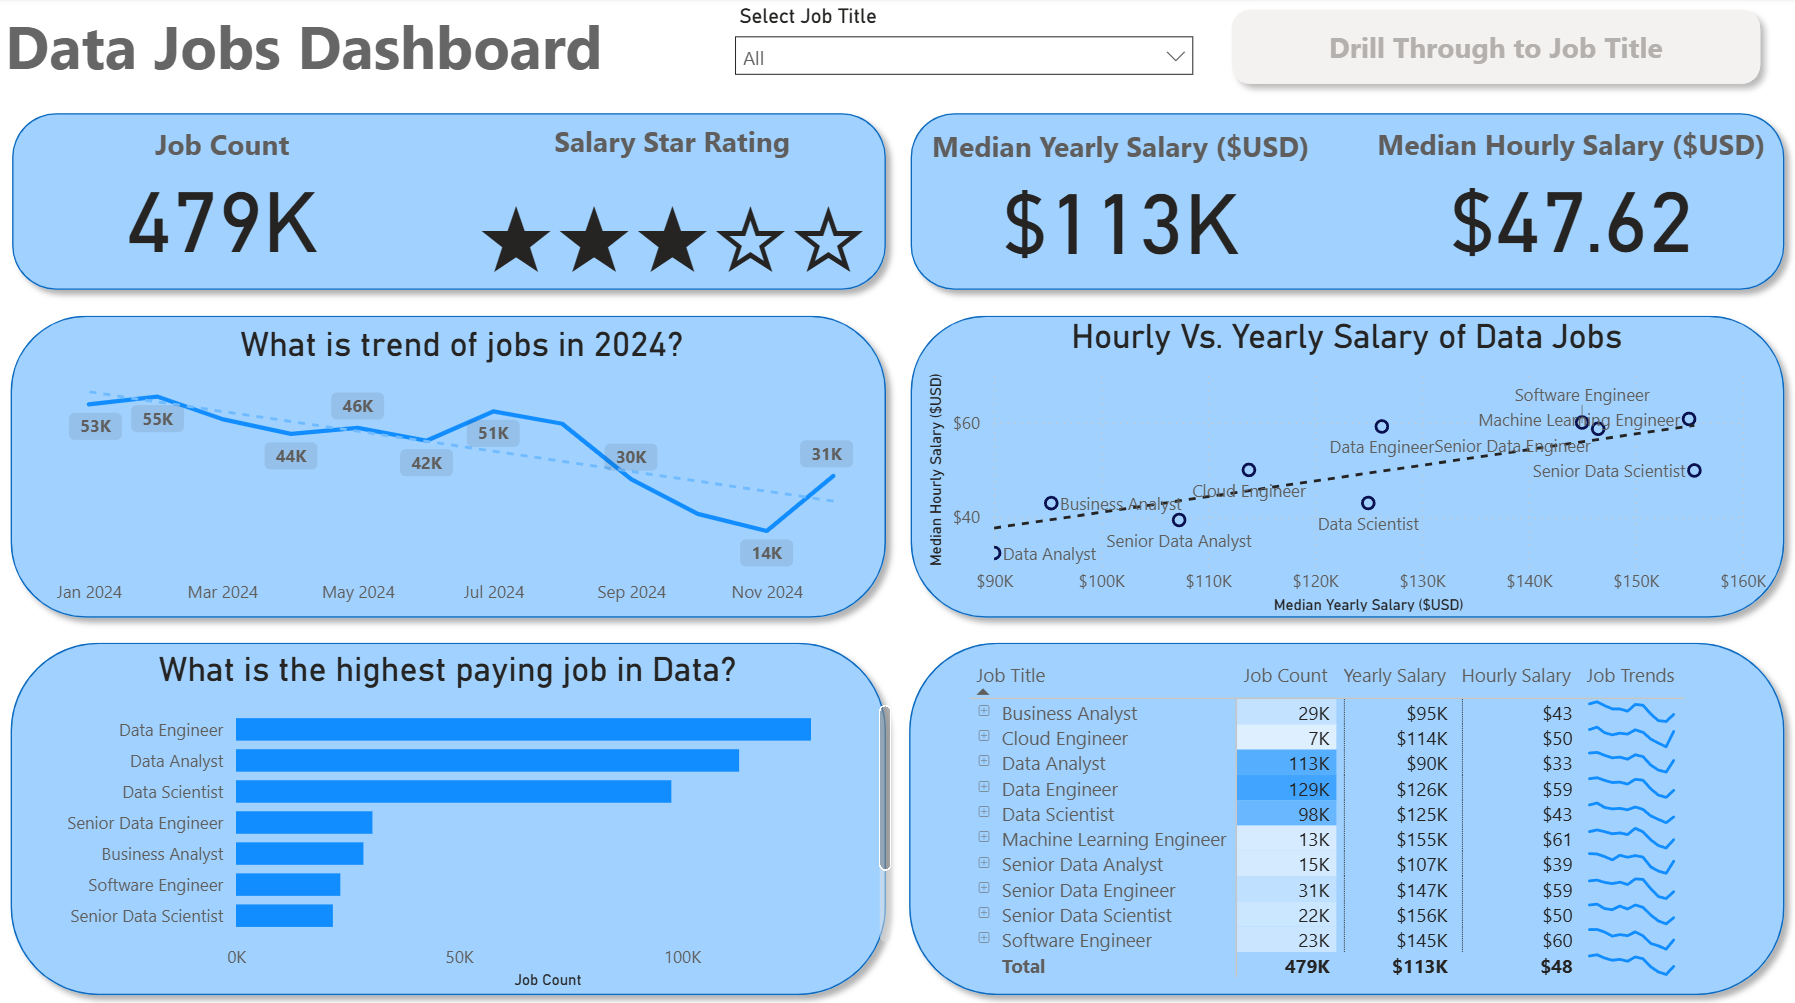 Data Jobs Dashboard
Select Job Title
All
Drill Through to Job Title
Job Count
479K
Salary Star Rating
Median Yearly Salary ($USD)
$113K
Median Hourly Salary ($USD)
$47.62
What is trend of jobs in 2024?
53K
55K
44K
46K
42K
51K
30K
14K
31K
Jan 2024 Mar 2024 May 2024 Jul 2024 Sep 2024 Nov 2024
Hourly Vs. Yearly Salary of Data Jobs
Median Hourly Salary ($USD)
$60
$40
Software Engineer
Machine Learning Engineer
Data Engineer
Senior Data Engineer
Senior Data Scientist
Cloud Engineer
Business Analyst
Data Scientist
Senior Data Analyst
Data Analyst
$90K $100K $110K $120K $130K $140K $150K $160K
Median Yearly Salary ($USD)
What is the highest paying job in Data?
Data Engineer
Data Analyst
Data Scientist
Senior Data Engineer
Business Analyst
Software Engineer
Senior Data Scientist
0K 50K 100K
Job Count
Job Title Job Count Yearly Salary Hourly Salary Job Trends
Business Analyst 29K $95K $43
Cloud Engineer 7K $114K $50
Data Analyst 113K $90K $33
Data Engineer 129K $126K $59
Data Scientist 98K $125K $43
Machine Learning Engineer 13K $155K $61
Senior Data Analyst 15K $107K $39
Senior Data Engineer 31K $147K $59
Senior Data Scientist 22K $156K $50
Software Engineer 23K $145K $60
Total 479K $113K $48